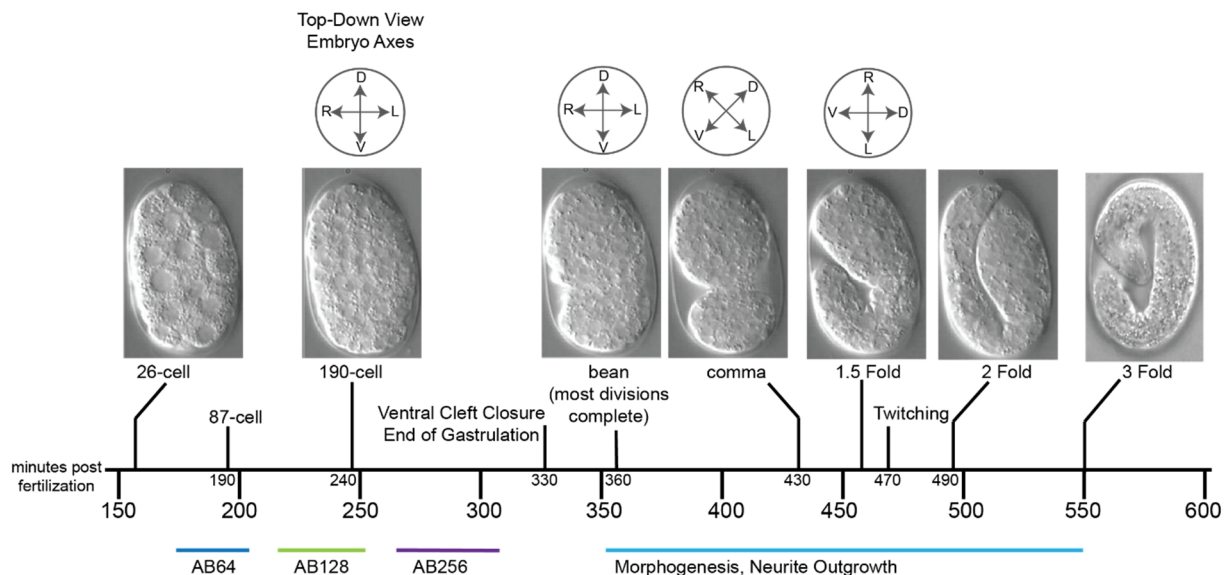 Top-Down View
Embryo Axes
D
R
L
V
D
R
L
V
R
D
V
L
R
V
D
L
26-cell
190-cell
bean
(most divisions
complete)
comma
1.5 Fold
2 Fold
3 Fold
87-cell
Ventral Cleft Closure
End of Gastrulation
Twitching
minutes post
fertilization
190
240
330
360
430
470
490
150
200
250
300
350
400
450
500
550
600
AB64
AB128
AB256
Morphogenesis, Neurite Outgrowth